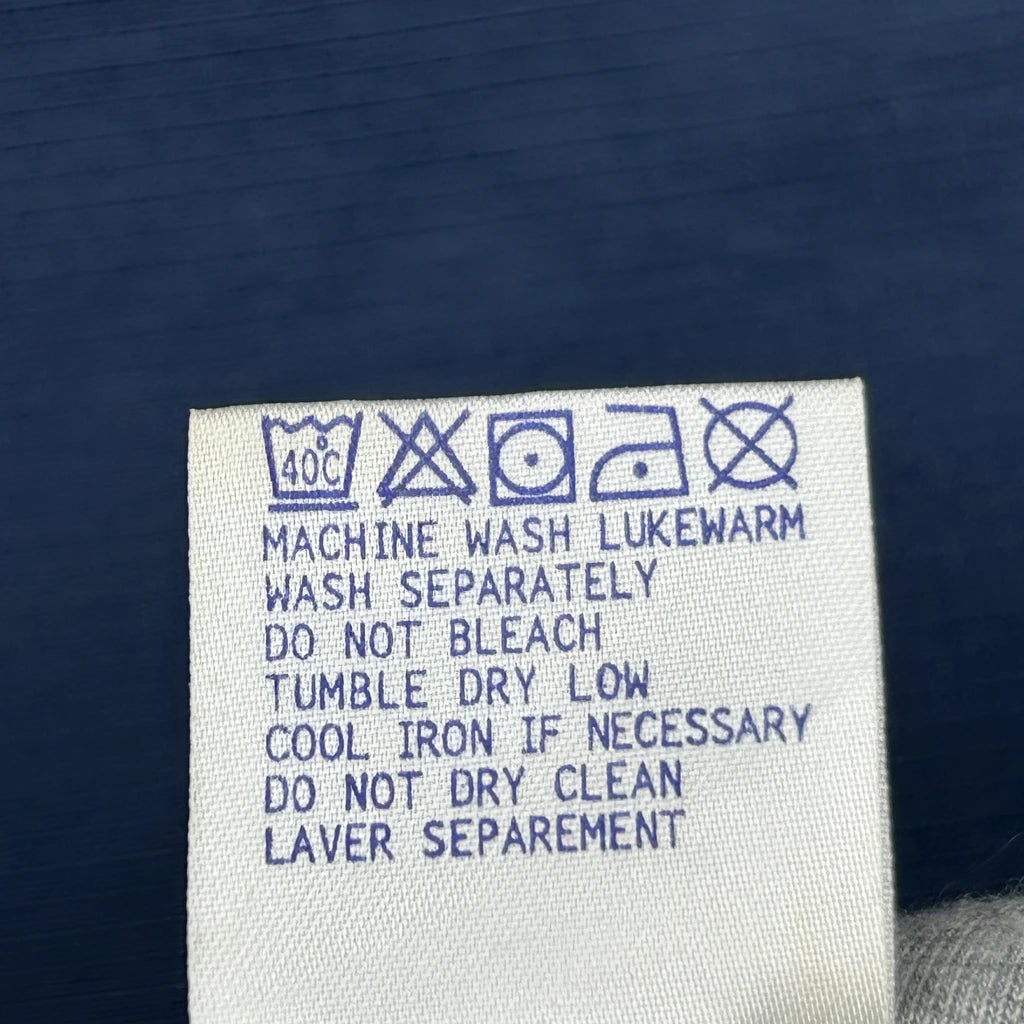 40°C
MACHINE WASH LUKEWARM
WASH SEPARATELY
DO NOT BLEACH
TUMBLE DRY LOW
COOL IRON IF NECESSARY
DO NOT DRY CLEAN
LAVER SEPAREMENT